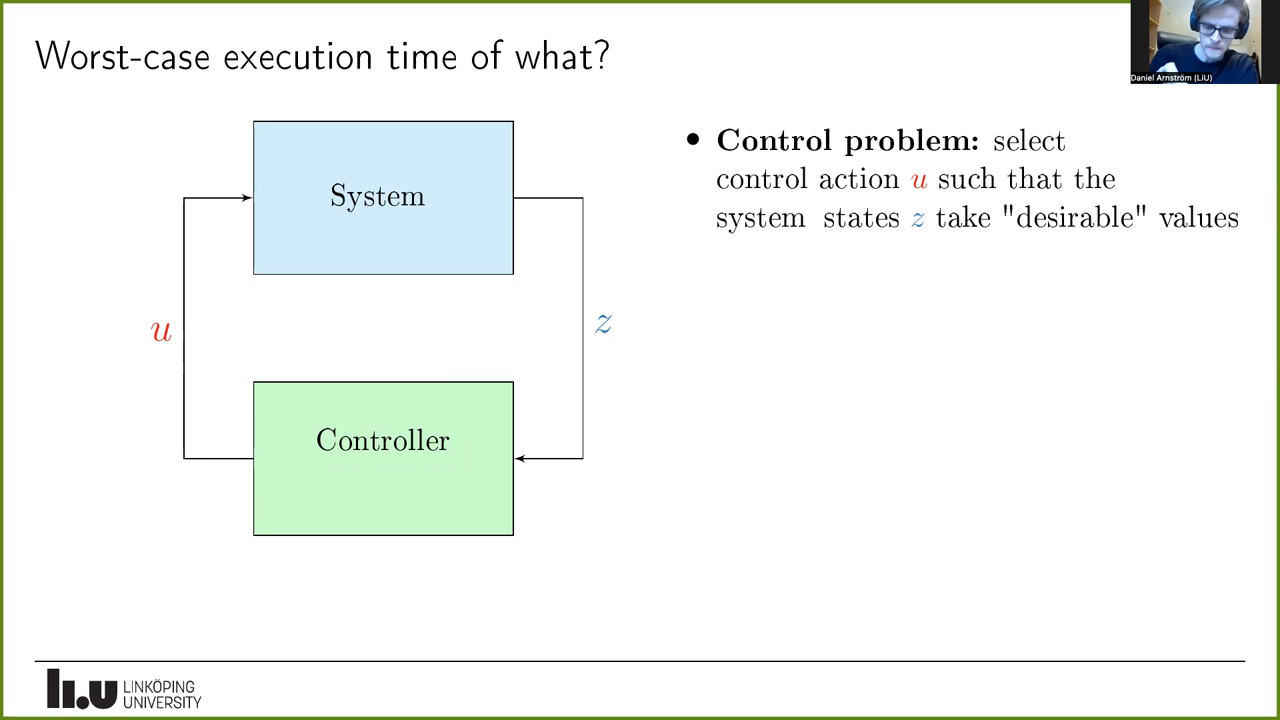 Worst-case execution time of what?
Daniel Arnström (LiU)
System
u
z
Controller
• Control problem: select
control action u such that the
system states z take "desirable" values
li.u LINKÖPING
UNIVERSITY